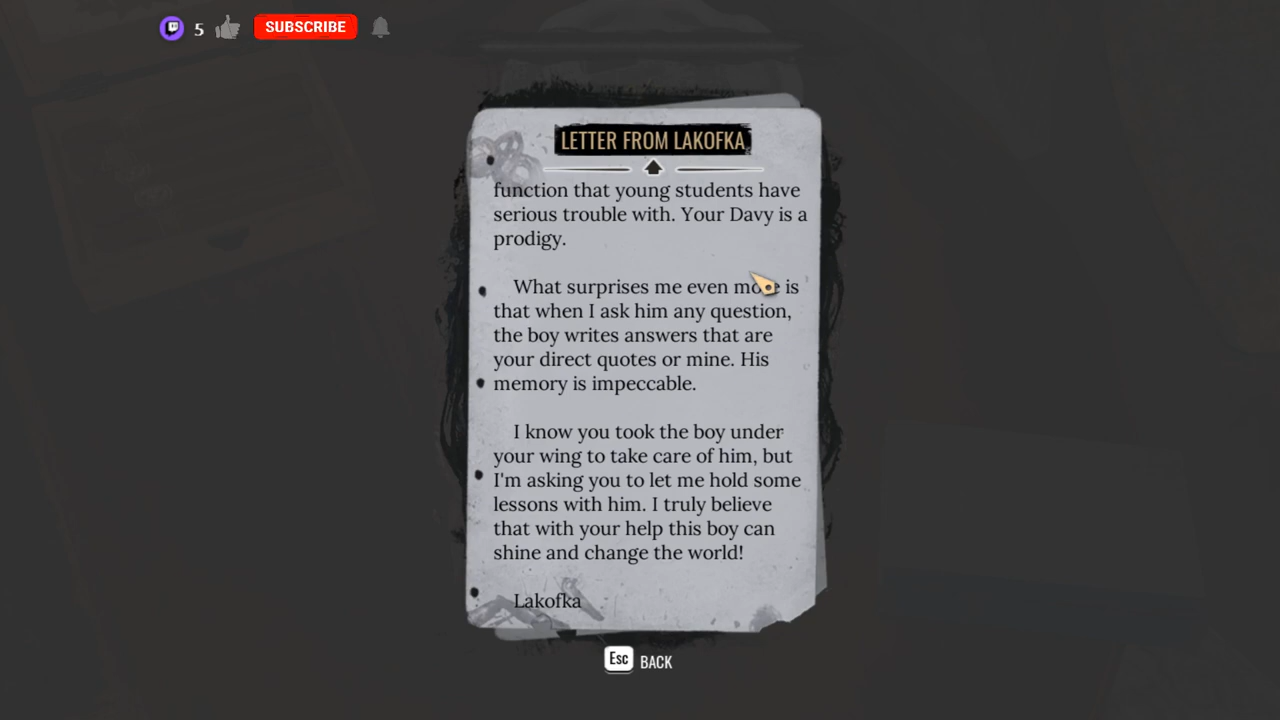 5
SUBSCRIBE
LETTER FROM LAKOFKA
function that young students have
serious trouble with. Your Davy is a
prodigy.
What surprises me even more is
that when I ask him any question,
the boy writes answers that are
your direct quotes or mine. His
memory is impeccable.
I know you took the boy under
your wing to take care of him, but
I'm asking you to let me hold some
lessons with him. I truly believe
that with your help this boy can
shine and change the world!
Lakofka
Esc BACK